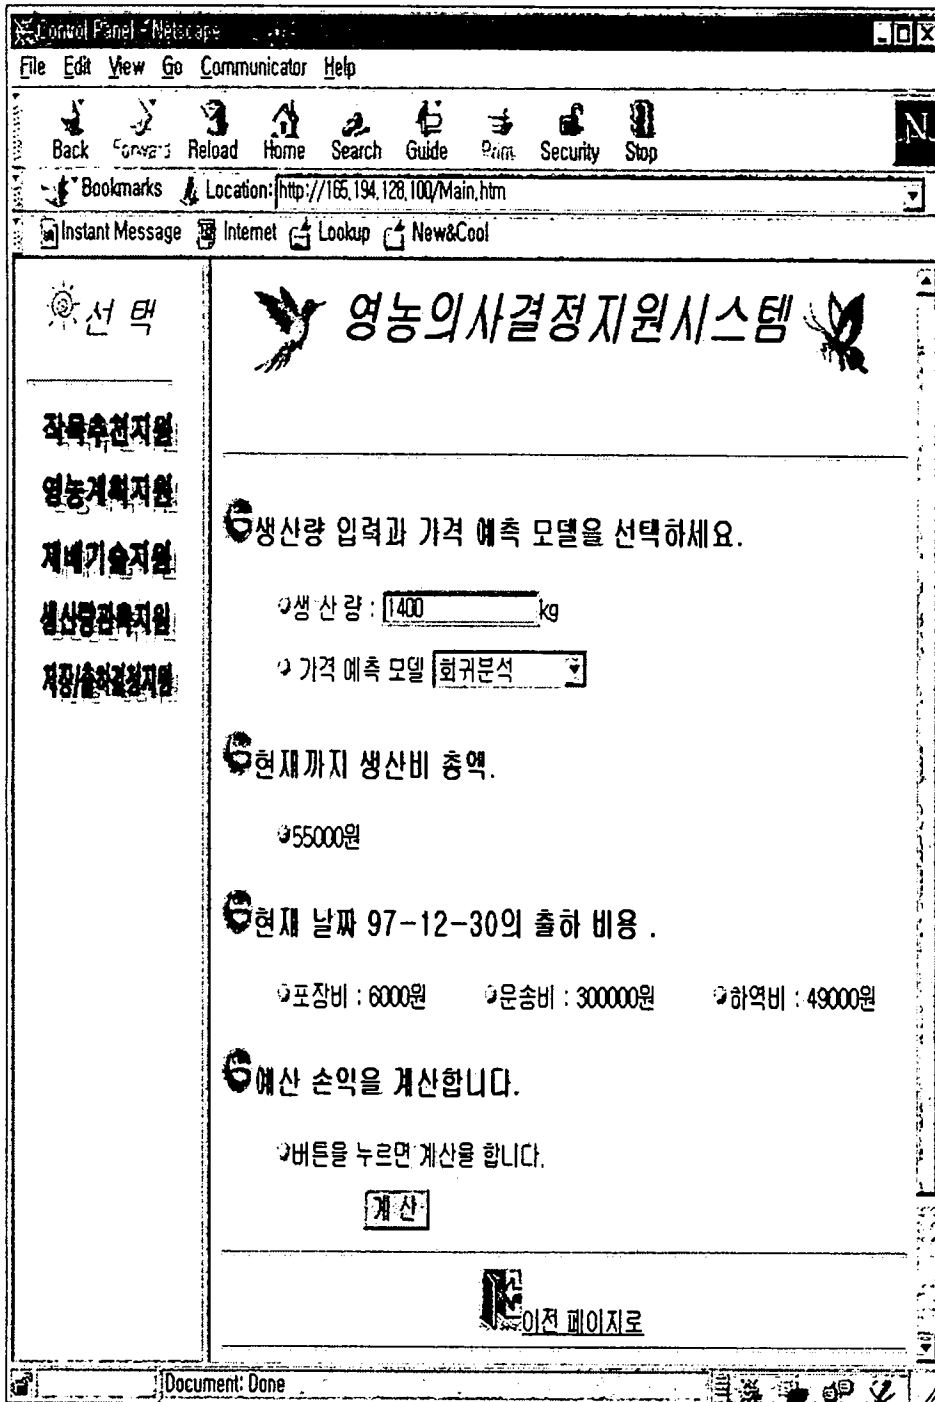 Control Panel - Netscape
File Edit View Go Communicator Help
Back Forward Reload Home Search Guide Print Security Stop
N
Bookmarks Location: http://165,194,128,100/Main,htm
Instant Message Internet Lookup New&Cool
선 택
영농의사결정지원시스템
작목추천지원
영농계획지원
재배기술지원
생산량관측지원
저장/출하결정지원
생산량 입력과 가격 예측 모델을 선택하세요.
생 산 량 : 1400 kg
가격 예측 모델 회귀분석
현재까지 생산비 총액.
55000원
현재 날짜 97-12-30의 출하 비용 .
포장비 : 6000원 운송비 : 300000원 하역비 : 49000원
예산 손익을 계산합니다.
버튼을 누르면 계산을 합니다.
계 산
이전 페이지로
Document: Done